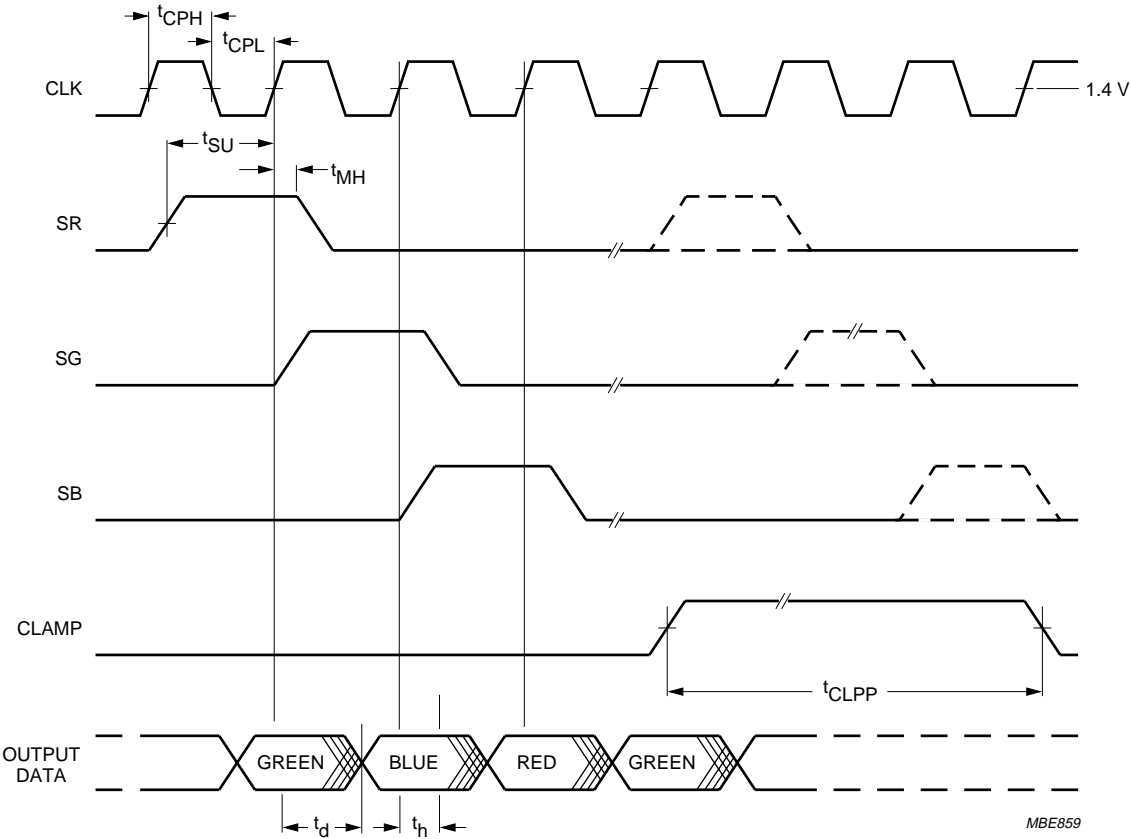 tCPH
tCPL
CLK
1.4 V
tSU
tMH
SR
SG
SB
CLAMP
tCLPP
OUTPUT
DATA
GREEN
BLUE
RED
GREEN
td
th
MBE859